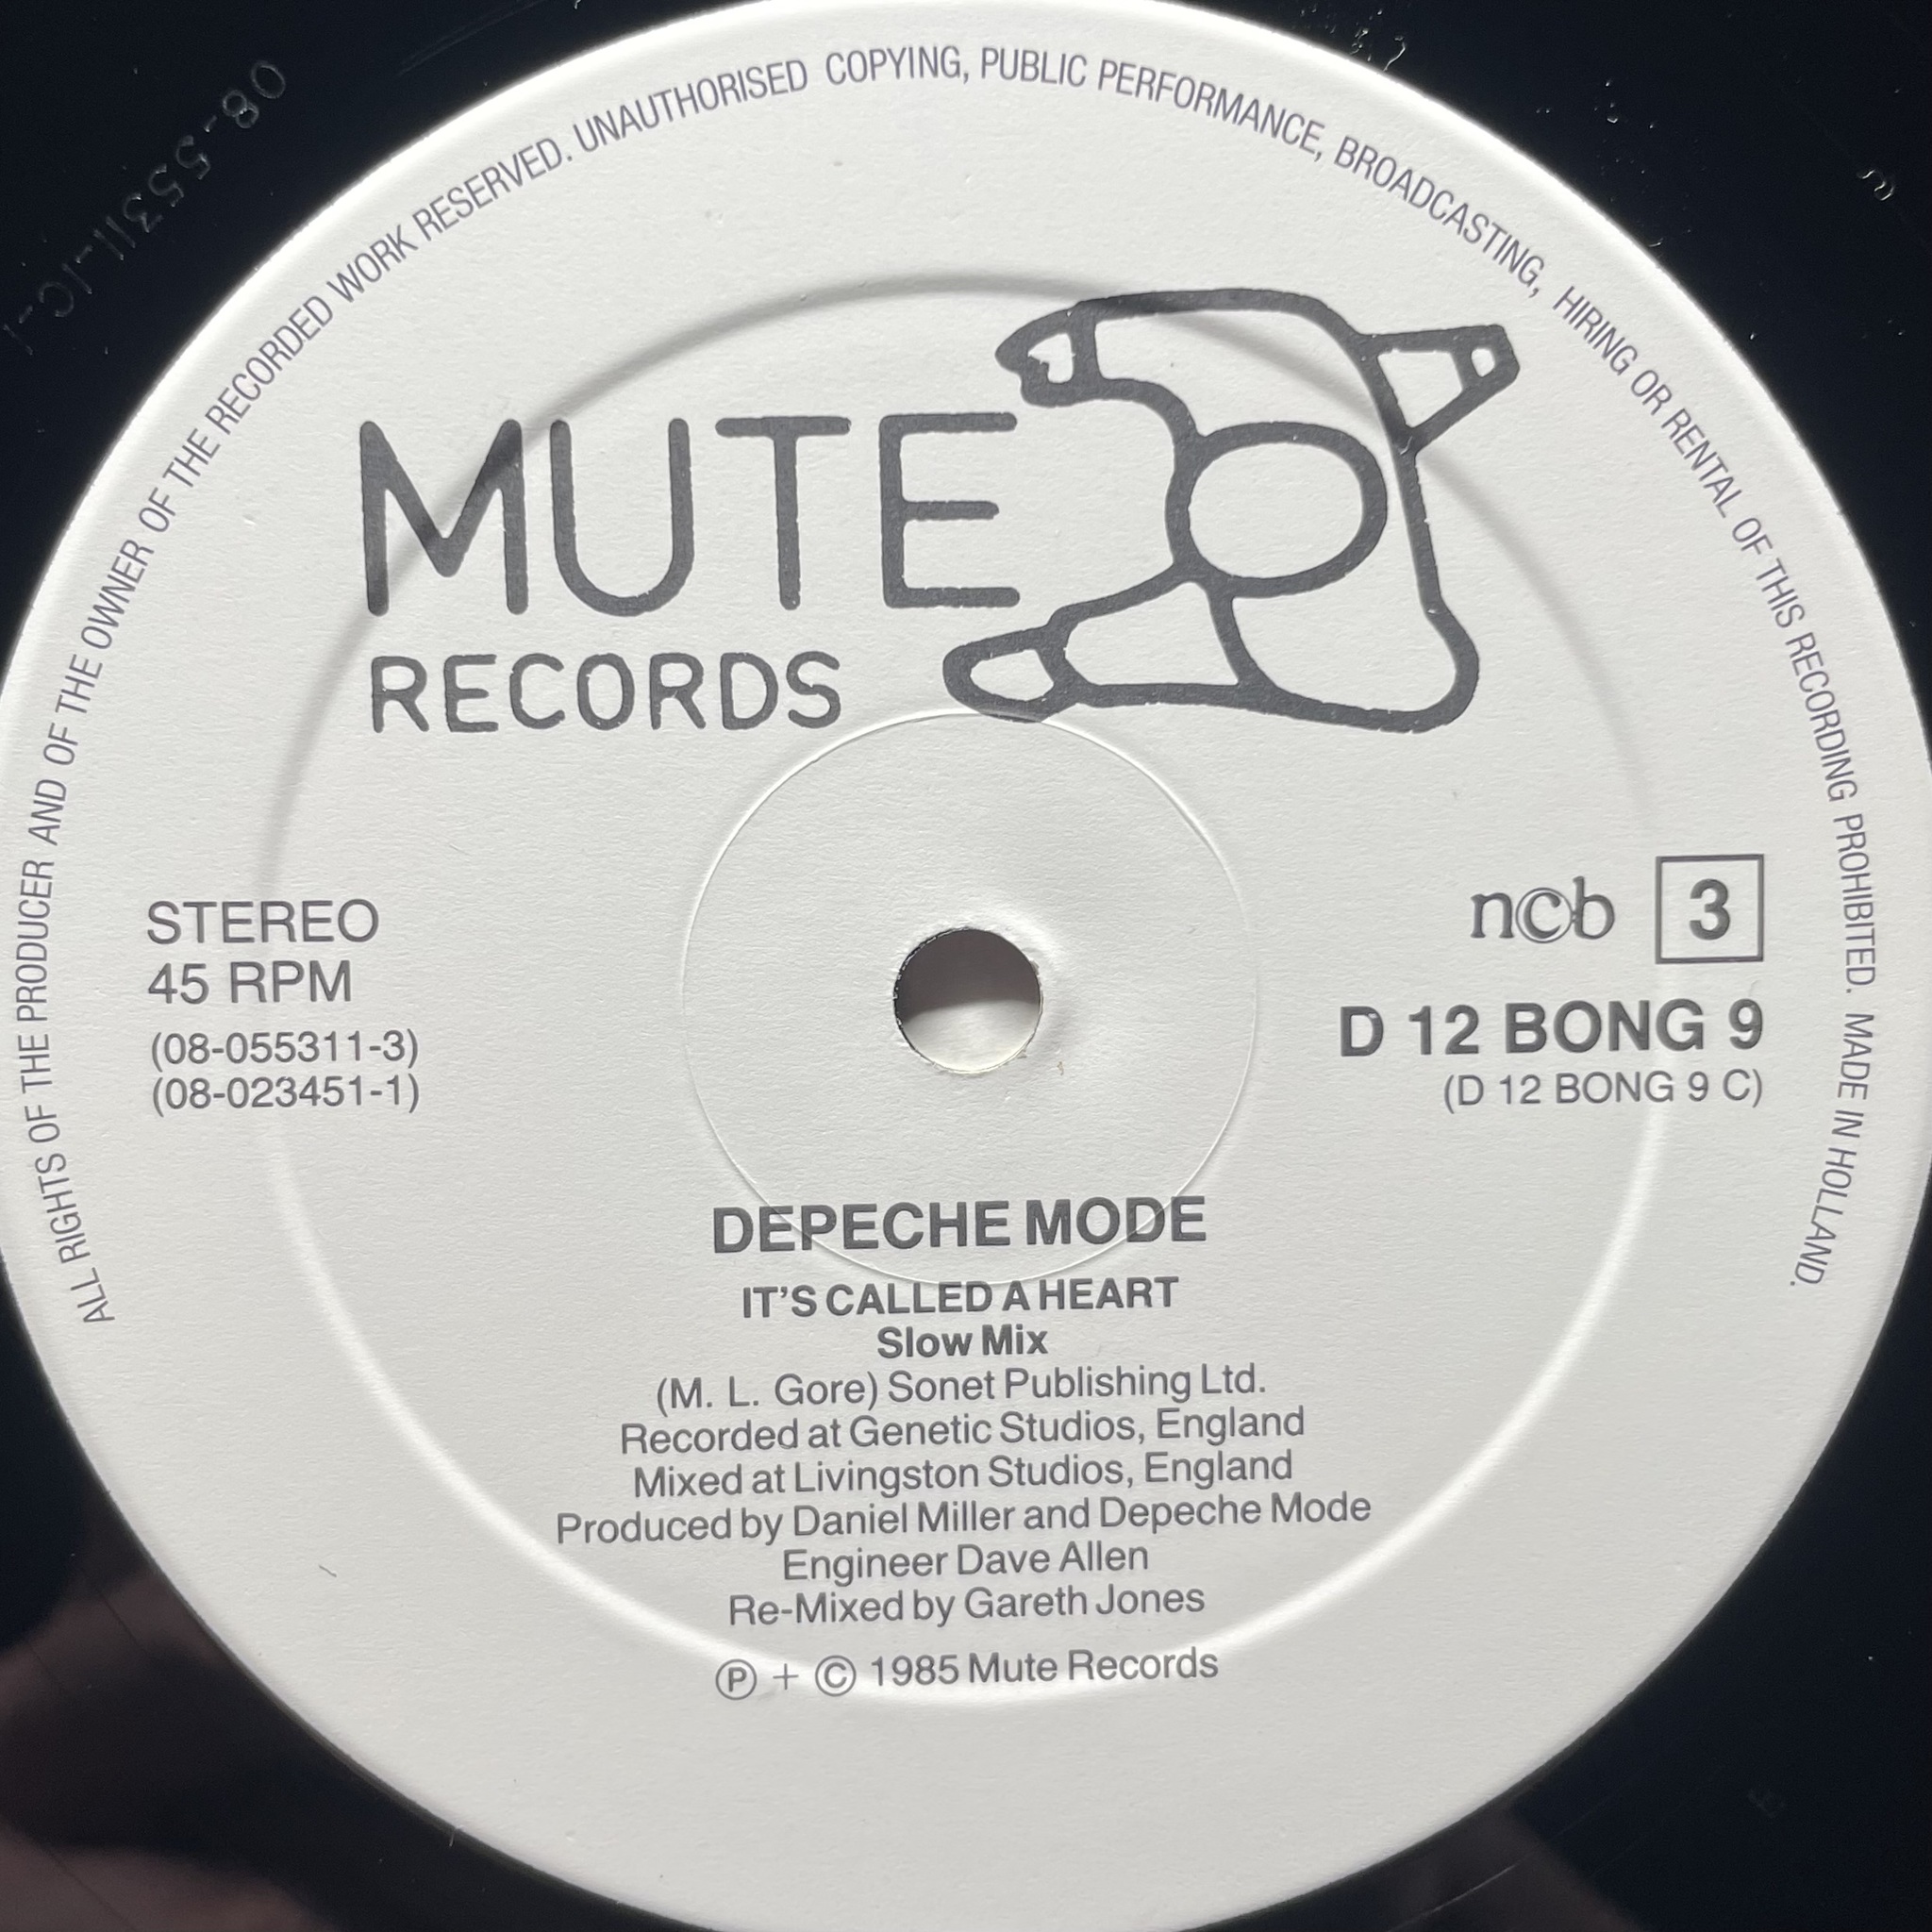 ALL RIGHTS OF THE PRODUCER AND OF THE OWNER OF THE RECORDED WORK RESERVED. UNAUTHORISED COPYING, PUBLIC PERFORMANCE, BROADCASTING, HIRING OR RENTAL OF THIS RECORDING PROHIBITED. MADE IN HOLLAND.
MUTE
RECORDS
STEREO
45 RPM
(08-055311-3)
(08-023451-1)
ncb 3
D 12 BONG 9
(D 12 BONG 9 C)
DEPECHE MODE
IT'S CALLED A HEART
Slow Mix
(M. L. Gore) Sonet Publishing Ltd.
Recorded at Genetic Studios, England
Mixed at Livingston Studios, England
Produced by Daniel Miller and Depeche Mode
Engineer Dave Allen
Re-Mixed by Gareth Jones
Ⓟ + © 1985 Mute Records